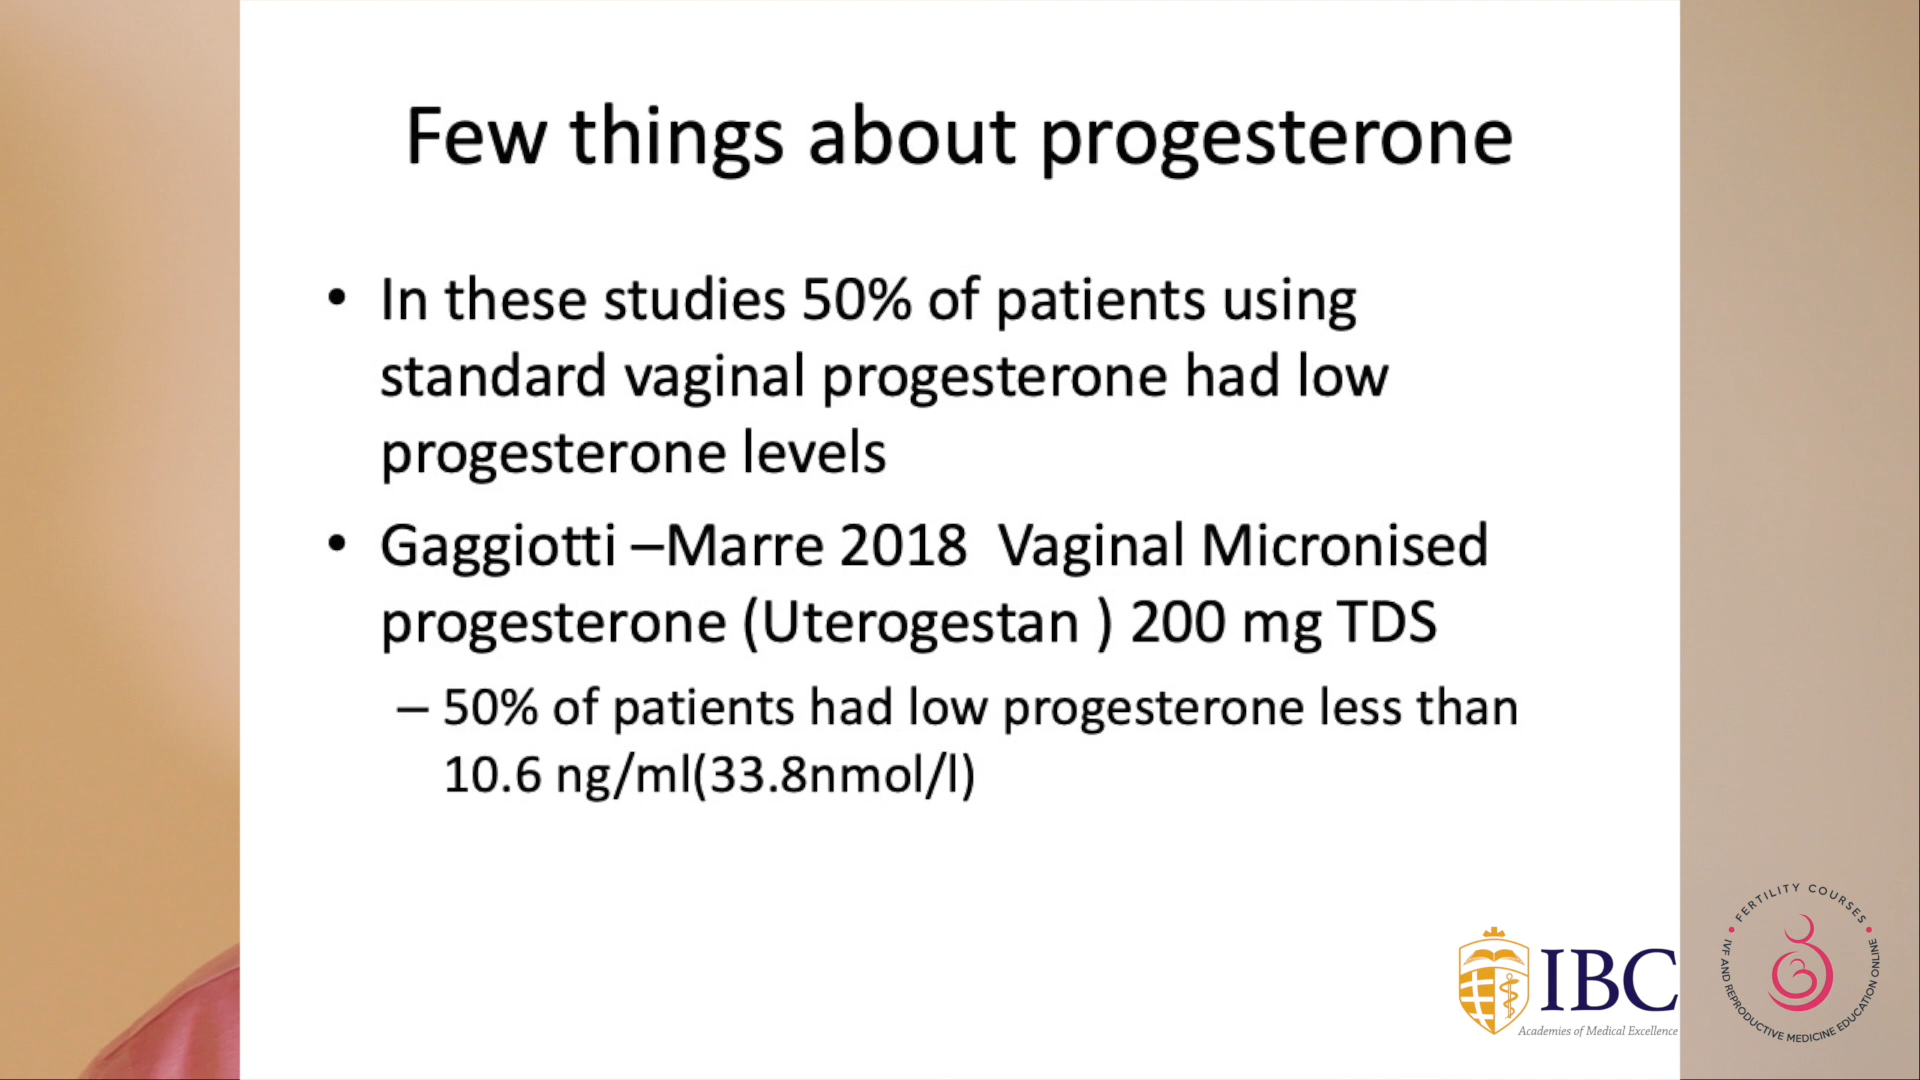 Few things about progesterone
• In these studies 50% of patients using
standard vaginal progesterone had low
progesterone levels
• Gaggiotti –Marre 2018  Vaginal Micronised
progesterone (Uterogestan ) 200 mg TDS
– 50% of patients had low progesterone less than
10.6 ng/ml(33.8nmol/l)
IBC
Academies of Medical Excellence
• FERTILITY COURSES •
IVF AND REPRODUCTIVE MEDICINE EDUCATION ONLINE